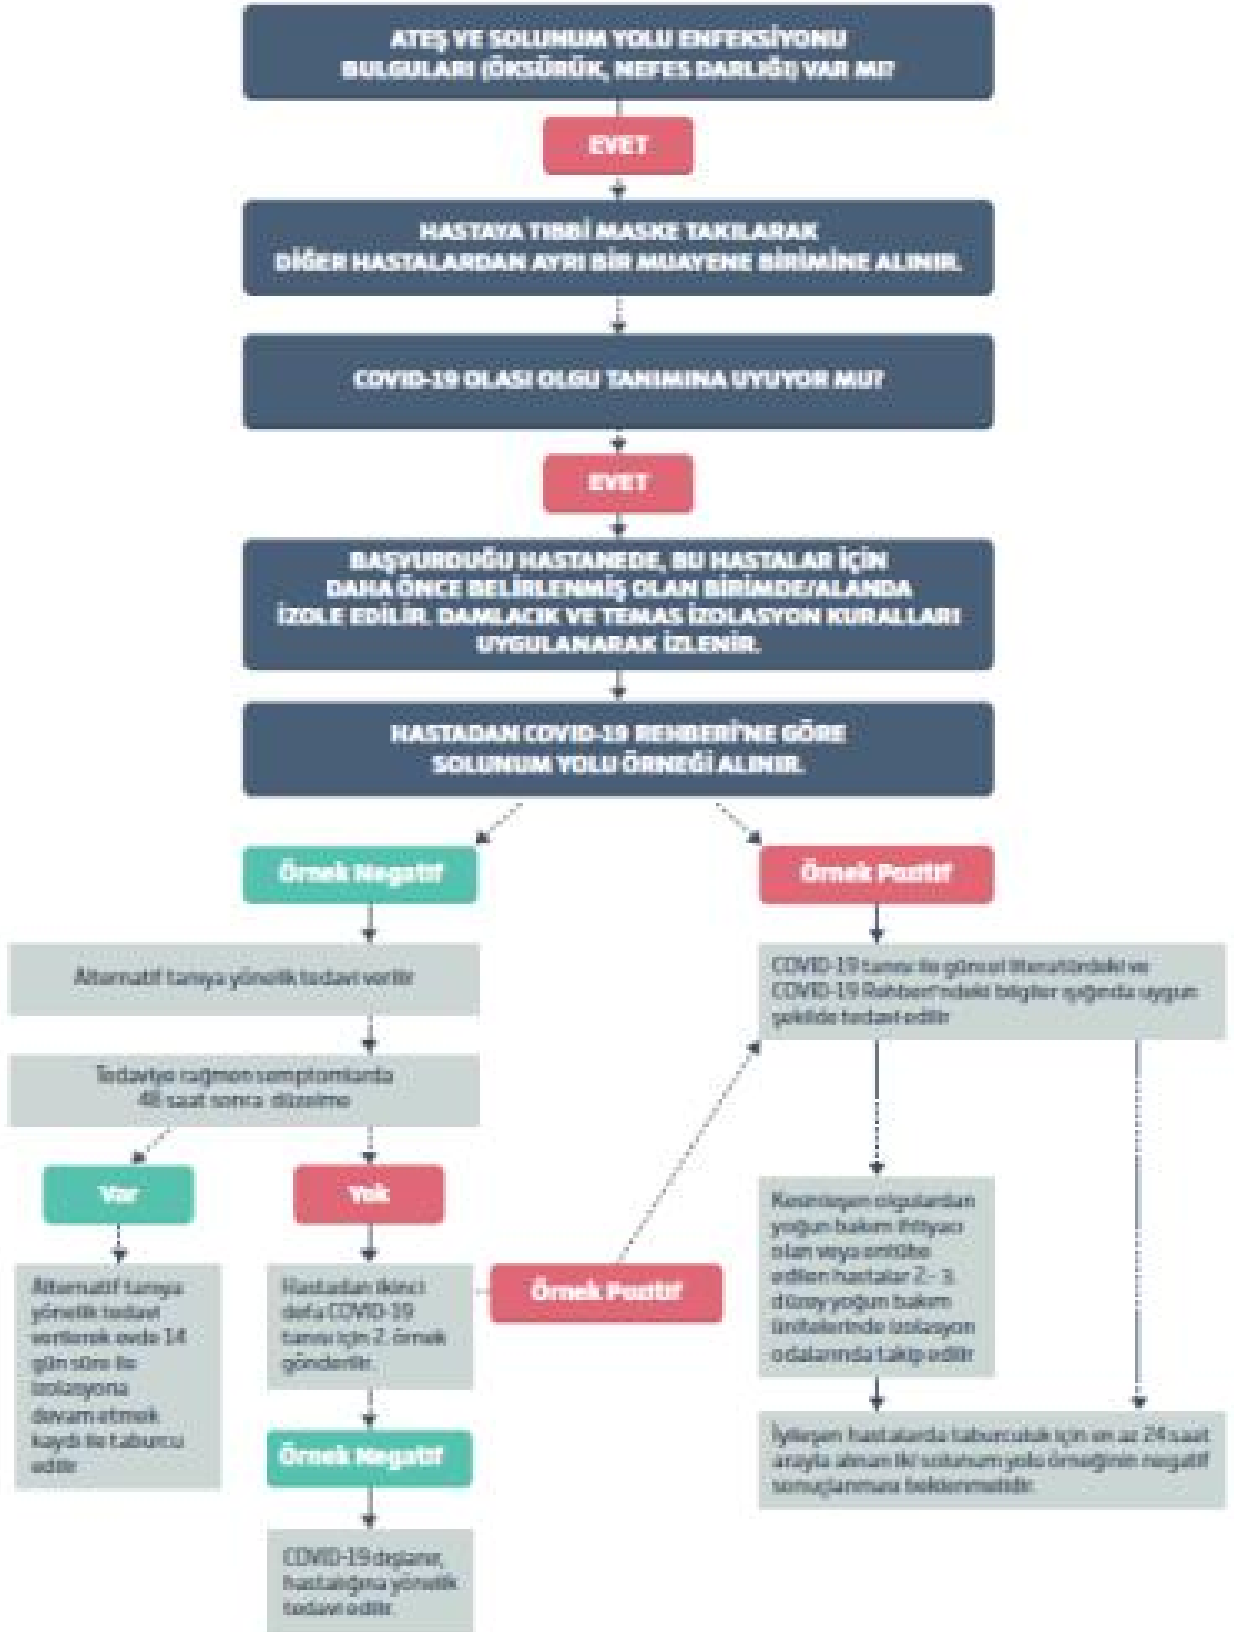 ATEŞ VE SOLUNUM YOLU ENFEKSİYONU
BULGULARI (ÖKSÜRÜK, NEFES DARLIĞI) VAR MI?
EVET
HASTAYA TIBBİ MASKE TAKILARAK
DİĞER HASTALARDAN AYRI BİR MUAYENE BİRİMİNE ALINIR.
COVID-19 OLASI OLGU TANIMINA UYUYOR MU?
EVET
BAŞVURDUĞU HASTANEDE, BU HASTALAR İÇİN
DAHA ÖNCE BELİRLENMİŞ OLAN BİRİMDE/ALANDA
İZOLE EDİLİR. DAMLACIK VE TEMAS İZOLASYON KURALLARI
UYGULANARAK İZLENİR.
HASTADAN COVID-19 REHBERİ'NE GÖRE
SOLUNUM YOLU ÖRNEĞİ ALINIR.
Örnek Negatif
Alternatif tanıya yönelik tedavi verilir
Tedaviye rağmen semptomlarda
48 saat sonra düzelme
Var
Alternatif tanıya
yönelik tedavi
verilerek evde 14
gün süre ile
izolasyona
devam etmek
kaydı ile taburcu
edilir
Yok
Hastadan ikinci
defa COVID-19
tanısı için 2. örnek
gönderilir.
Örnek Negatif
COVID-19 dışlanır,
hastalığına yönelik
tedavi edilir.
Örnek Pozitif
Örnek Pozitif
COVID-19 tanısı ile güncel literatürdeki ve
COVID-19 Rehberi'ndeki bilgiler ışığında uygun
şekilde tedavi edilir
Kesinleşen olgulardan
yoğun bakım ihtiyacı
olan veya entübe
edilen hastalar 2 - 3.
düzey yoğun bakım
ünitelerinde izolasyon
odalarında takip edilir
İyileşen hastalarda taburculuk için en az 24 saat
arayla alınan iki solunum yolu örneğinin negatif
sonuçlanması beklenmelidir.